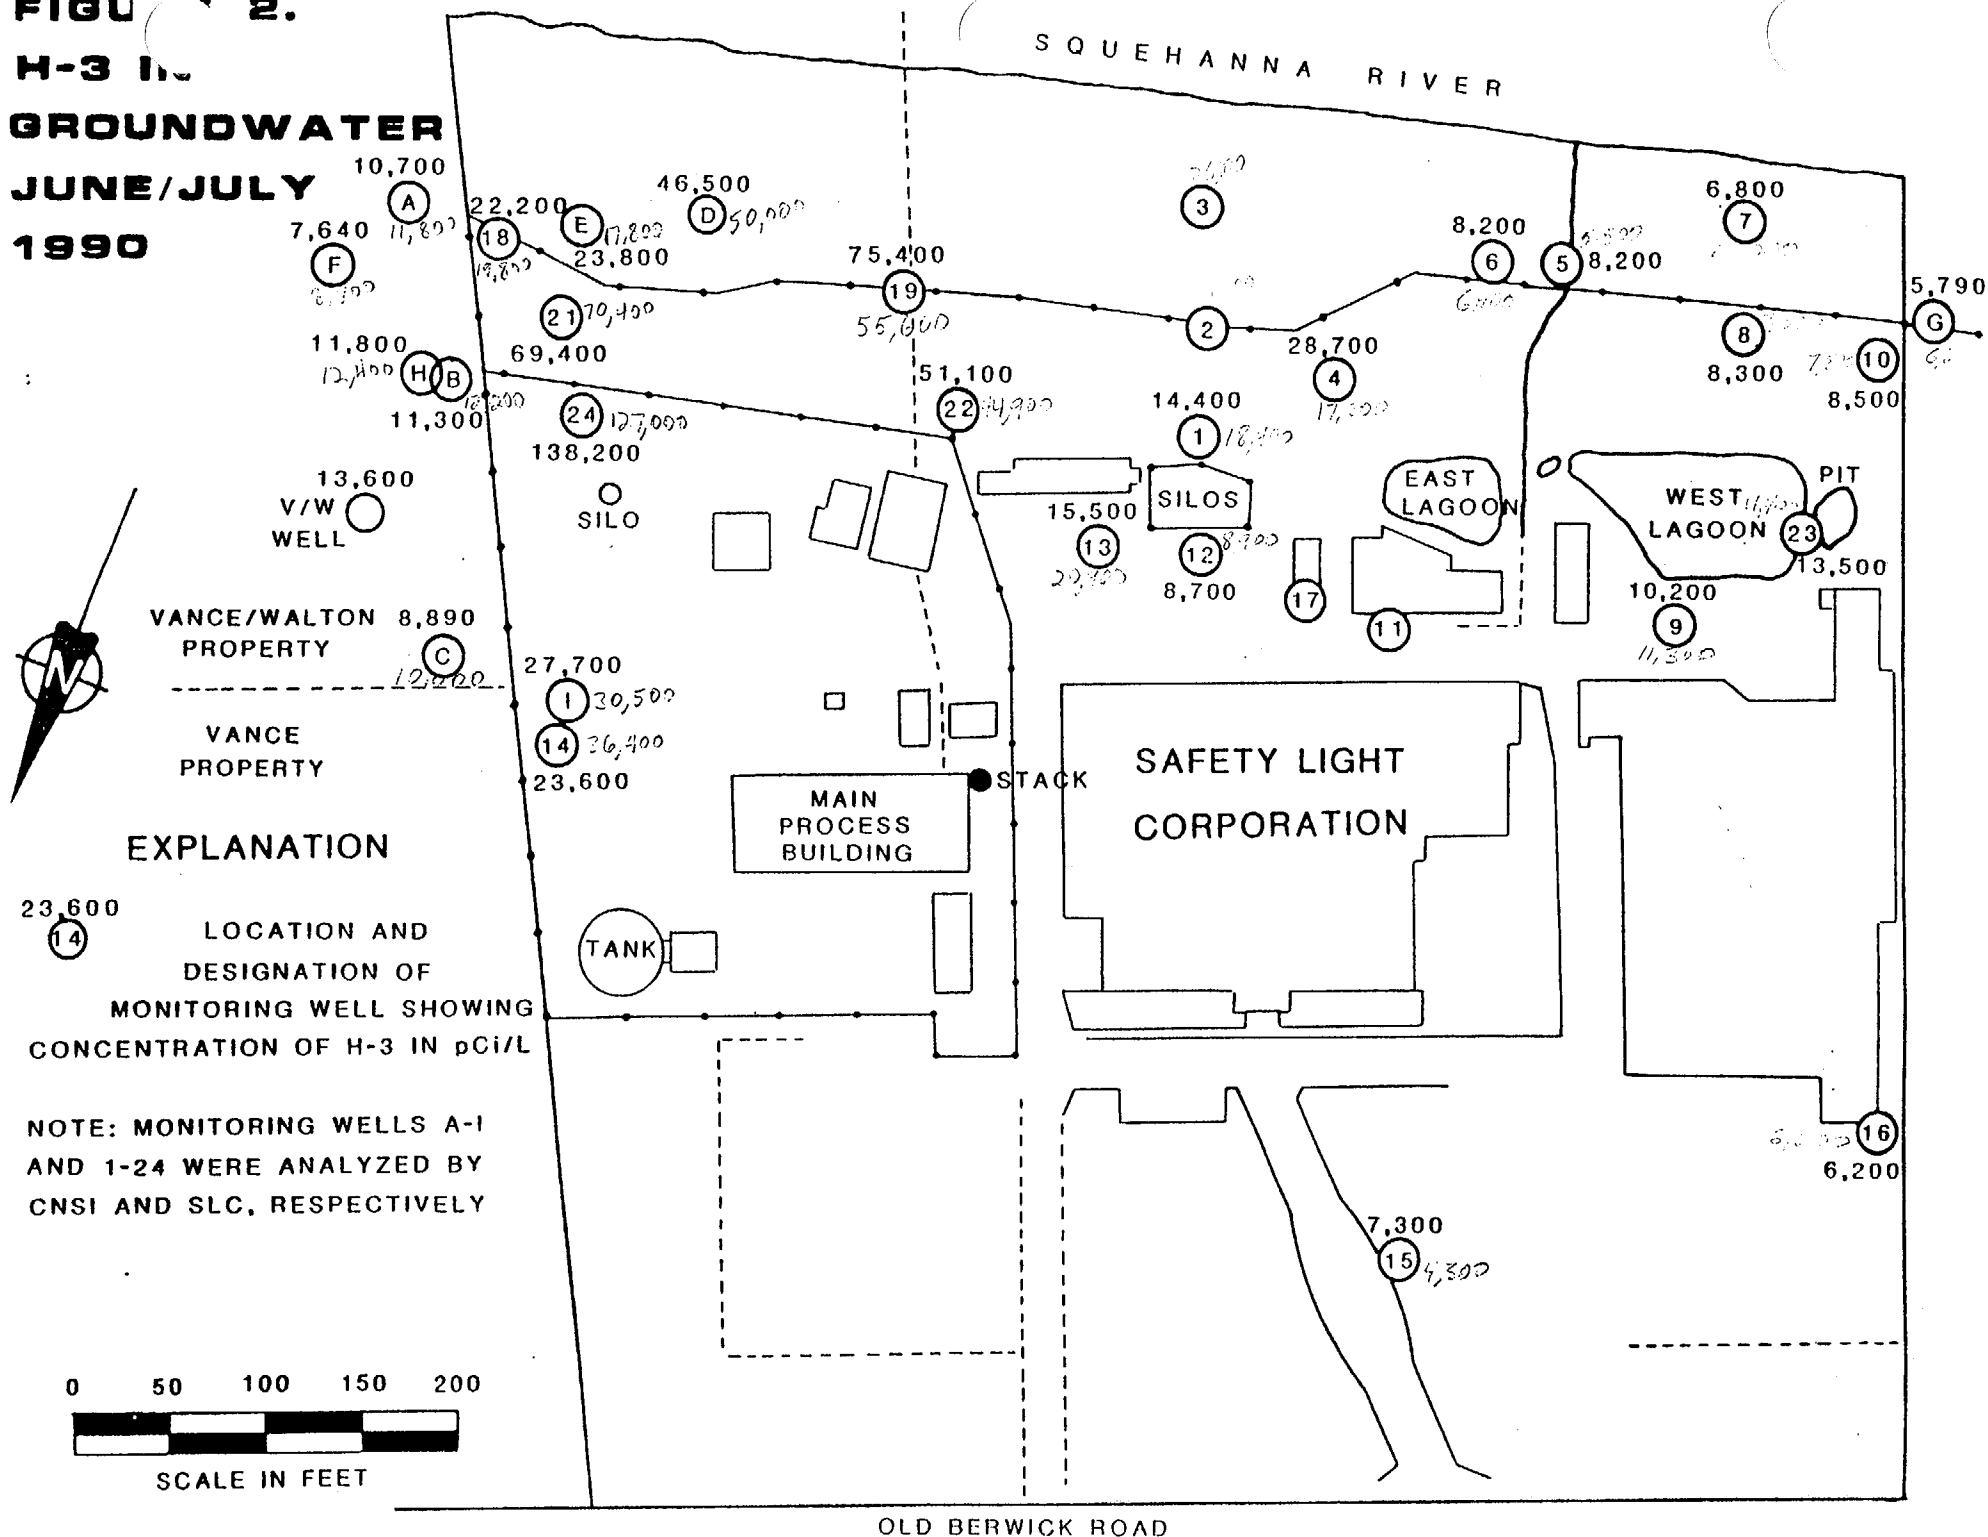 2.
H-3
GROUNDWATER
JUNE/JULY
1990
SQUEHANNA RIVER
10,700
A
11,800
7,640
F
22,200
18
19,800
E
17,800
23,800
46,500
D
50,000
75,400
19
55,000
3
2
8,200
6
5
8,200
6,800
7
5,790
G
8
8,300
10
8,500
21
70,400
69,400
11,800
H
12,400
B
11,300
24
127,000
138,200
51,100
22
28,700
4
14,400
1
13,600
V/W
WELL
SILO
15,500
13
SILOS
12
8,700
17
11
EAST
LAGOON
WEST
LAGOON
PIT
23
13,500
10,200
9
11,300
VANCE/WALTON
PROPERTY
8,890
C
VANCE
PROPERTY
27,700
I
30,500
14
36,400
23,600
STACK
MAIN
PROCESS
BUILDING
TANK
SAFETY LIGHT
CORPORATION
N
EXPLANATION
23,600
14
LOCATION AND
DESIGNATION OF
MONITORING WELL SHOWING
CONCENTRATION OF H-3 IN pCi/L
NOTE: MONITORING WELLS A-I
AND 1-24 WERE ANALYZED BY
CNSI AND SLC, RESPECTIVELY
16
6,200
7,300
15
4,300
0 50 100 150 200
SCALE IN FEET
OLD BERWICK ROAD